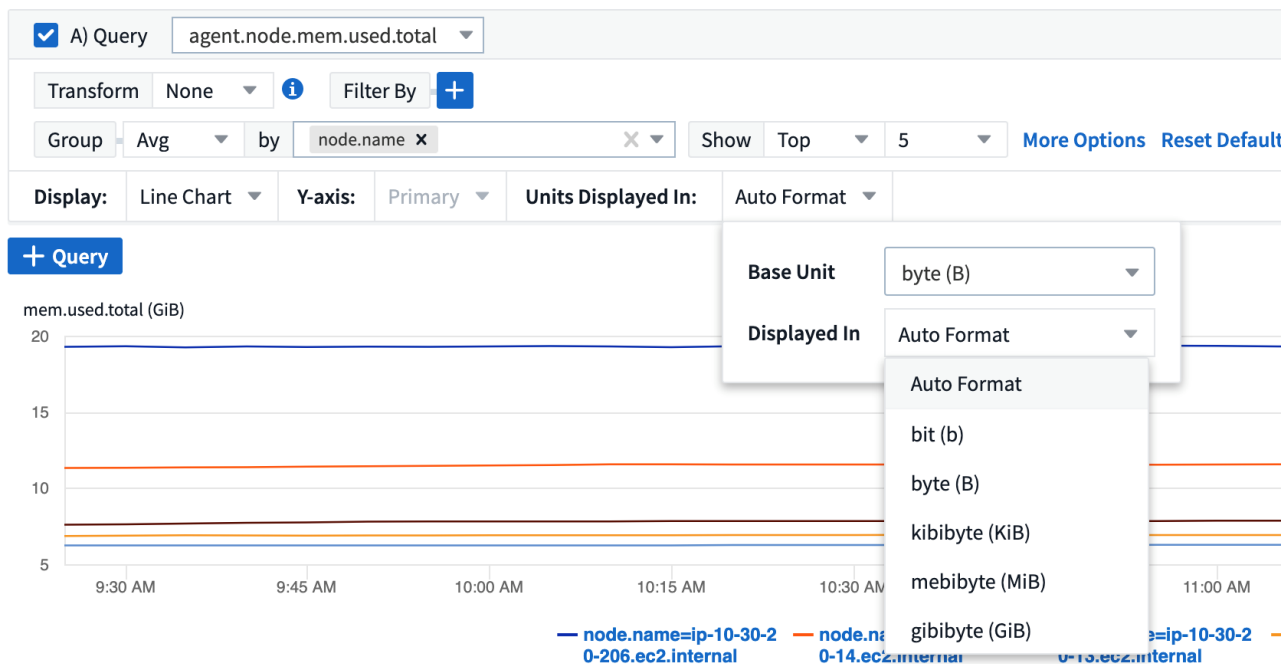 A) Query agent.node.mem.used.total
Transform None i Filter By +
Group Avg by node.name x Show Top 5 More Options Reset Default
Display: Line Chart Y-axis: Primary Units Displayed In: Auto Format
+ Query
Base Unit byte (B)
Displayed In Auto Format
Auto Format
bit (b)
byte (B)
kibibyte (KiB)
mebibyte (MiB)
gibibyte (GiB)
mem.used.total (GiB)
20
15
10
5
9:30 AM 9:45 AM 10:00 AM 10:15 AM 10:30 AM 11:00 AM
node.name=ip-10-30-2
0-206.ec2.internal
node.na
0-14.ec2.internal
e=ip-10-30-2
0-13.ec2.internal